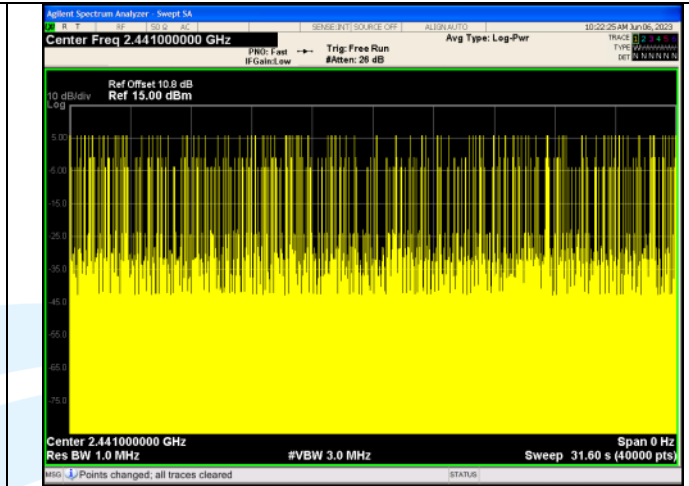 Agilent Spectrum Analyzer - Swept SA
R T RF 50 Ω AC SENSE:INT SOURCE OFF ALIGN AUTO 10:22:25 AM Jun 06, 2023
Center Freq 2.441000000 GHz Avg Type: Log-Pwr TRACE 1 2 3 4 5 6
PNO: Fast Trig: Free Run TYPE
IFGain:Low #Atten: 26 dB DET N N N N N N
Ref Offset 10.8 dB
10 dB/div Ref 15.00 dBm
Log
5.00
-5.00
-15.0
-25.0
-35.0
-45.0
-55.0
-65.0
-75.0
Center 2.441000000 GHz Span 0 Hz
Res BW 1.0 MHz #VBW 3.0 MHz Sweep 31.60 s (40000 pts)
MSG Points changed; all traces cleared STATUS